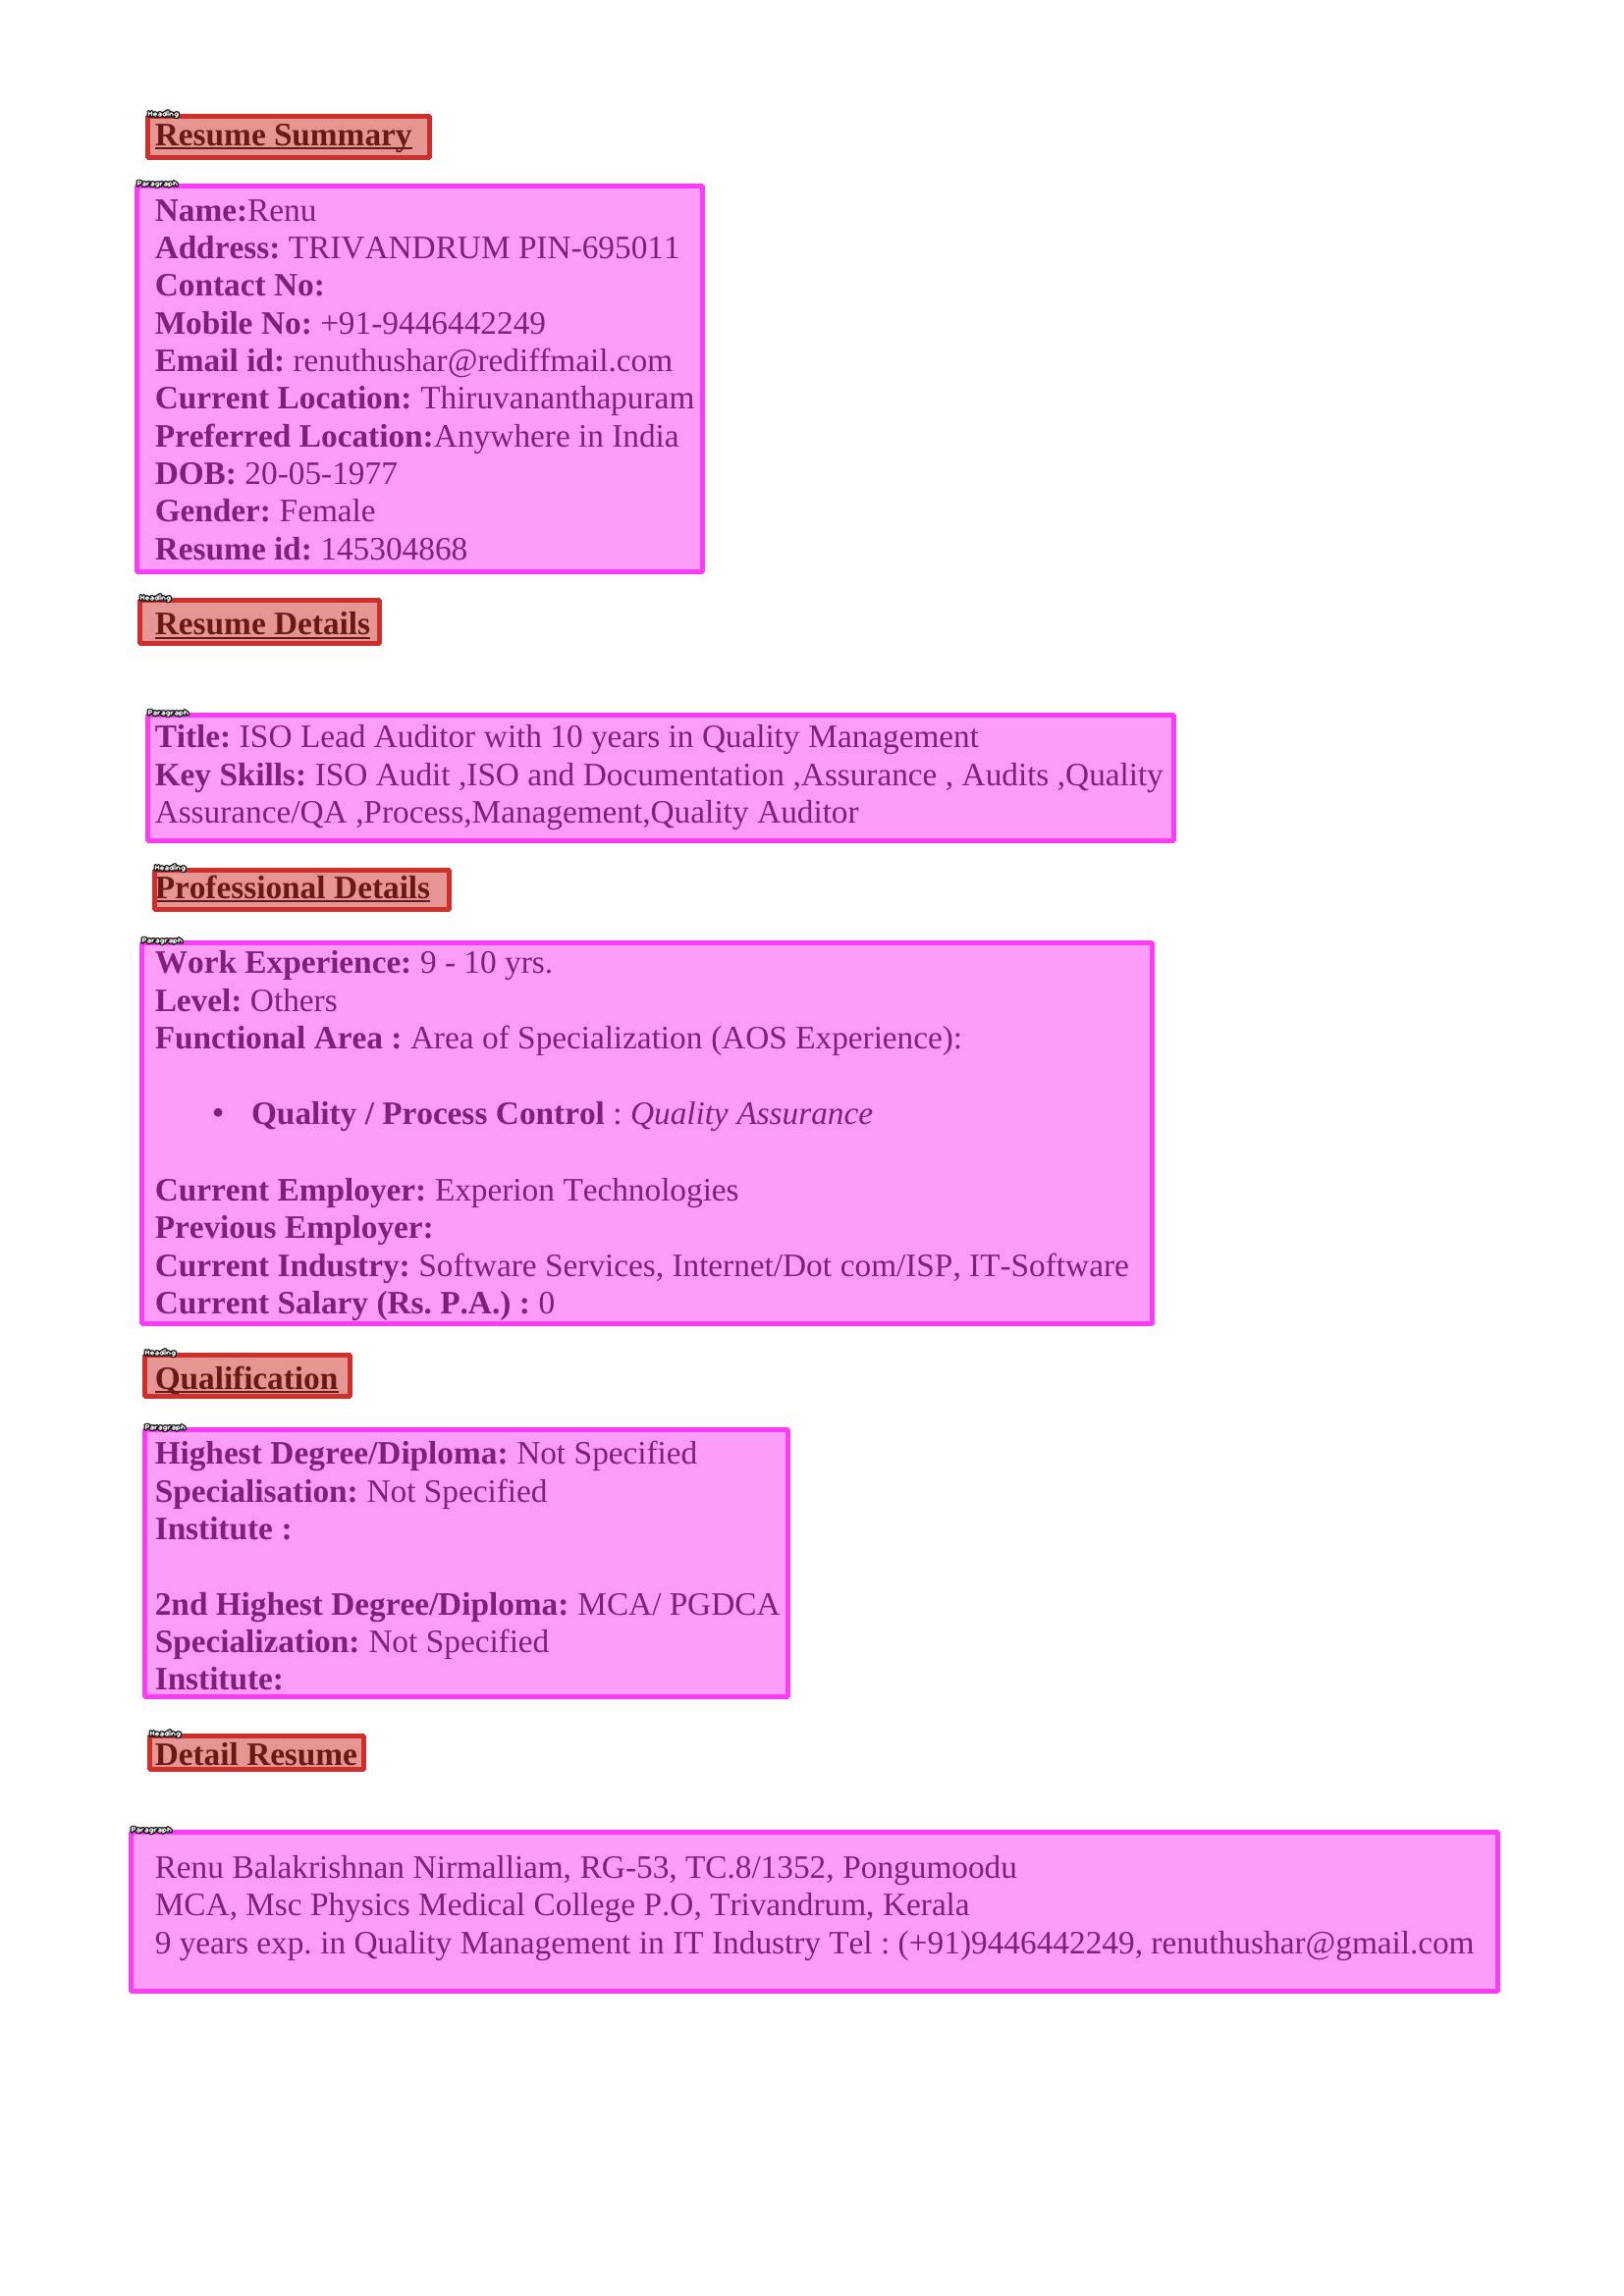 Heading
Resume Summary
Paragraph
Name:Renu
Address: TRIVANDRUM PIN-695011
Contact No:
Mobile No: +91-9446442249
Email id: renuthushar@rediffmail.com
Current Location: Thiruvananthapuram
Preferred Location:Anywhere in India
DOB: 20-05-1977
Gender: Female
Resume id: 145304868
Heading
Resume Details
Paragraph
Title: ISO Lead Auditor with 10 years in Quality Management
Key Skills: ISO Audit ,ISO and Documentation ,Assurance , Audits ,Quality
Assurance/QA ,Process,Management,Quality Auditor
Heading
Professional Details
Paragraph
Work Experience: 9 - 10 yrs.
Level: Others
Functional Area : Area of Specialization (AOS Experience):
• Quality / Process Control : Quality Assurance
Current Employer: Experion Technologies
Previous Employer:
Current Industry: Software Services, Internet/Dot com/ISP, IT-Software
Current Salary (Rs. P.A.) : 0
Heading
Qualification
Paragraph
Highest Degree/Diploma: Not Specified
Specialisation: Not Specified
Institute :
2nd Highest Degree/Diploma: MCA/ PGDCA
Specialization: Not Specified
Institute:
Heading
Detail Resume
Paragraph
Renu Balakrishnan Nirmalliam, RG-53, TC.8/1352, Pongumoodu
MCA, Msc Physics Medical College P.O, Trivandrum, Kerala
9 years exp. in Quality Management in IT Industry Tel : (+91)9446442249, renuthushar@gmail.com